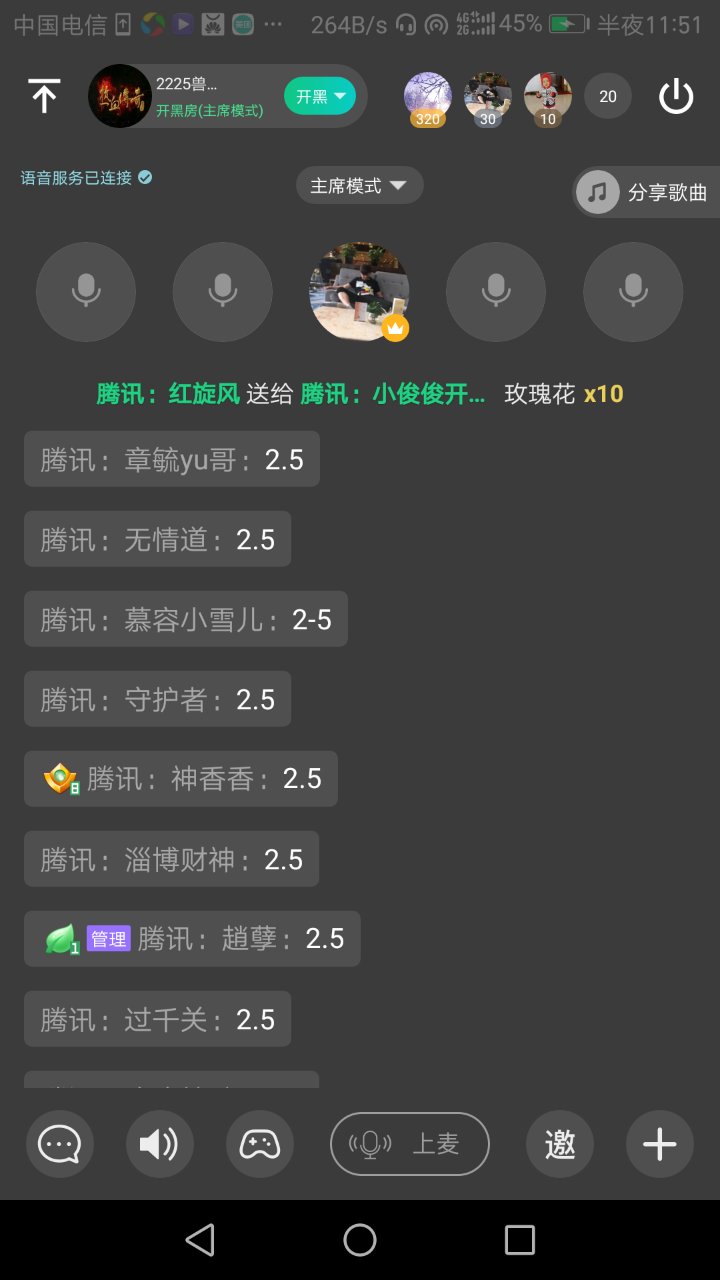 中国电信 264B/s 4G 2G 45% 半夜11:51
2225兽...
开黑房(主席模式)
开黑
320
30
10
20
语音服务已连接
主席模式
分享歌曲
腾讯：红旋风 送给 腾讯：小俊俊开... 玫瑰花 x10
腾讯：章毓yu哥：2.5
腾讯：无情道：2.5
腾讯：慕容小雪儿：2-5
腾讯：守护者：2.5
8 腾讯：神香香：2.5
腾讯：淄博财神：2.5
1 管理 腾讯：趙孽：2.5
腾讯：过千关：2.5
上麦
邀